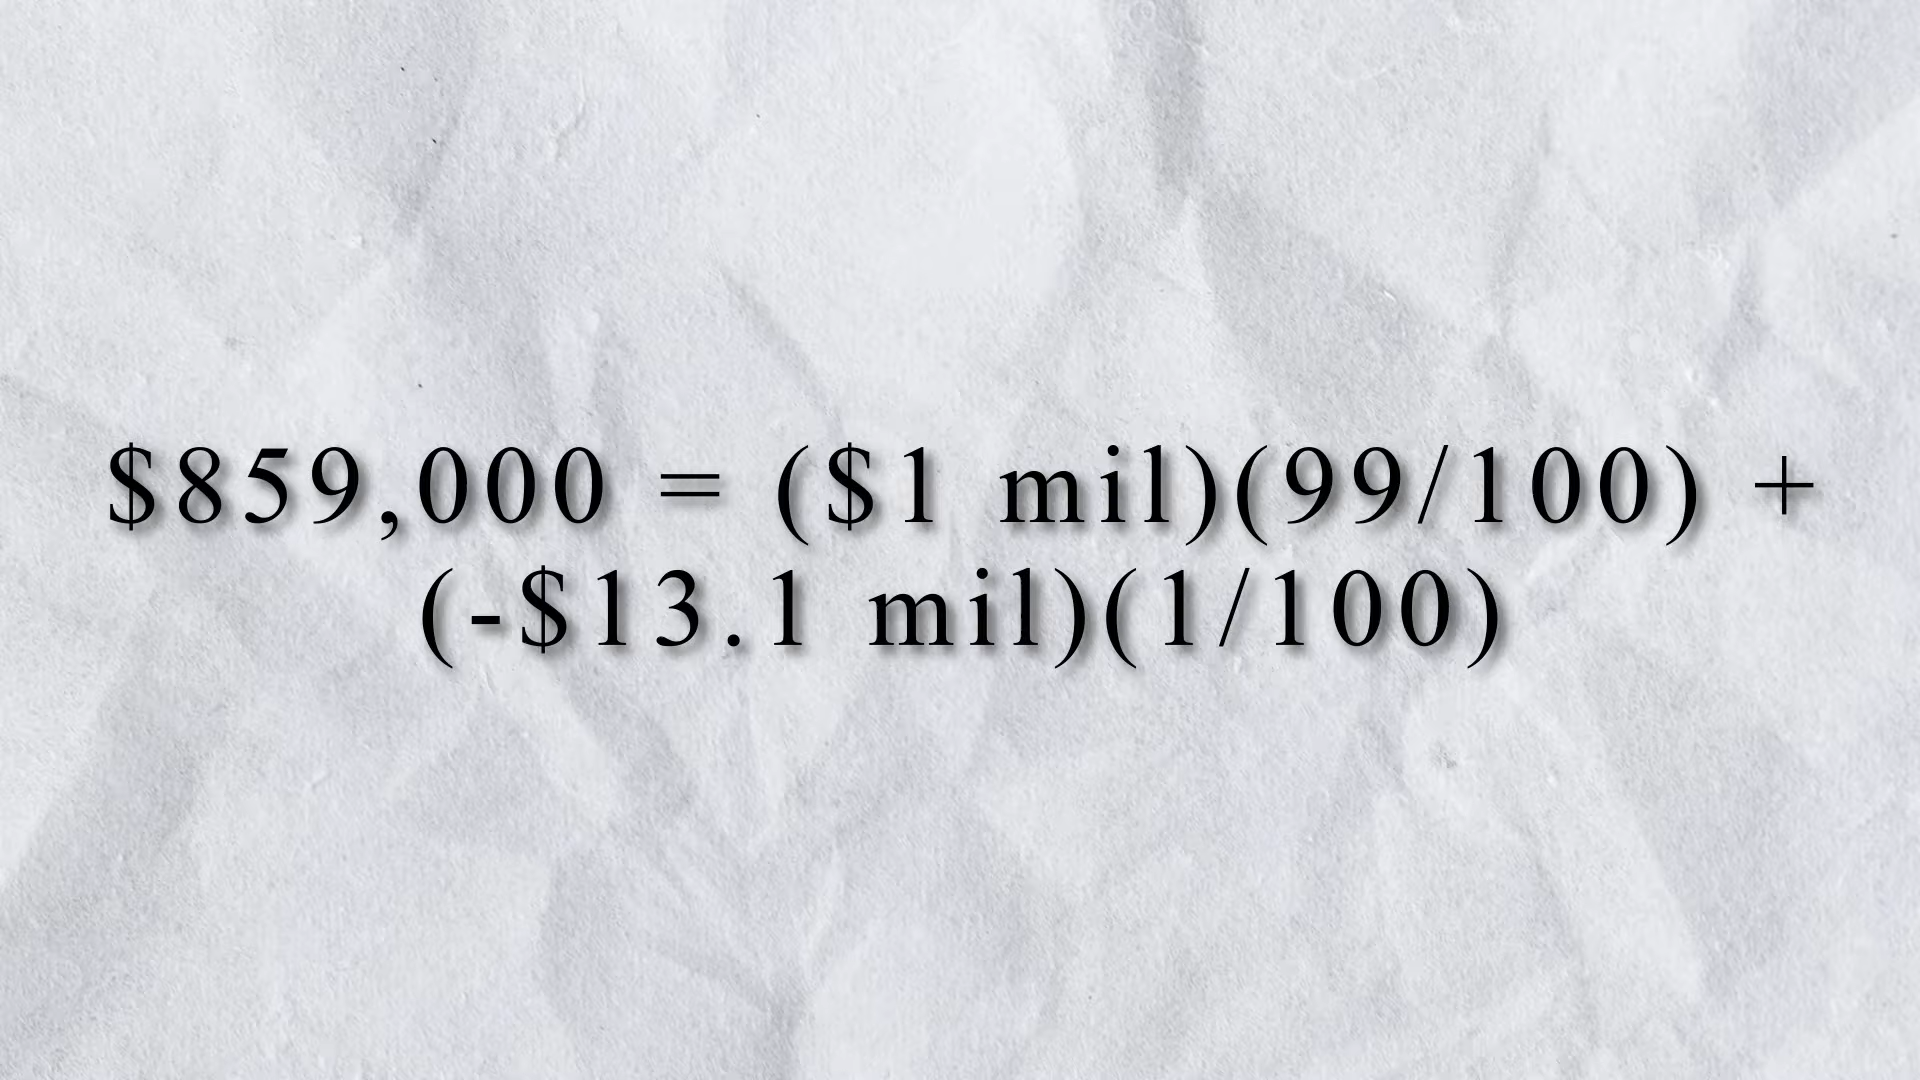 $859,000 = ($1 mil)(99/100) +
(-$13.1 mil)(1/100)